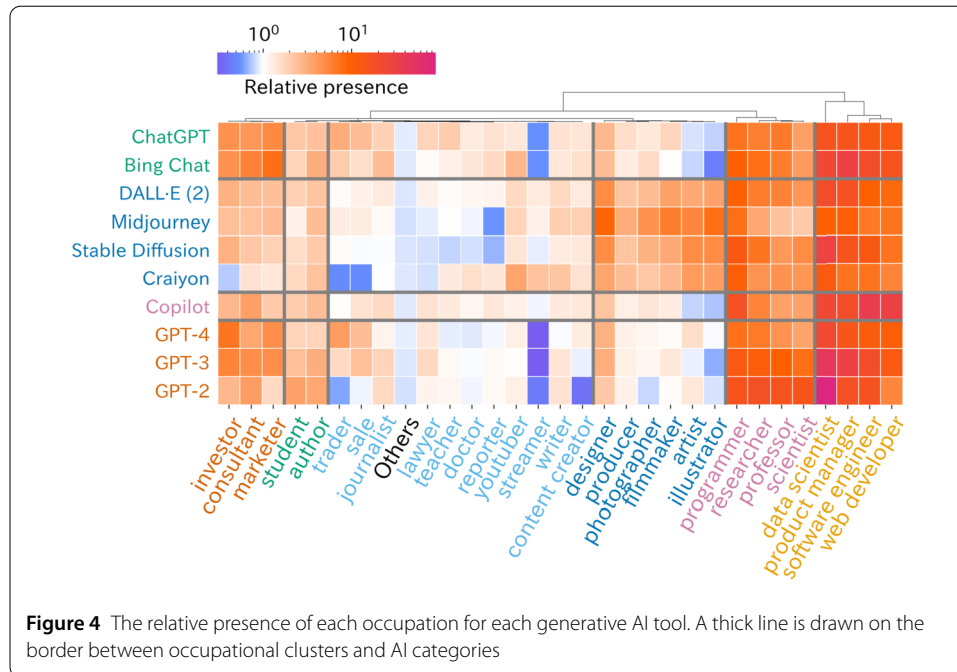 10⁰ 10¹
Relative presence
ChatGPT
Bing Chat
DALL·E (2)
Midjourney
Stable Diffusion
Craiyon
Copilot
GPT-4
GPT-3
GPT-2
investor
consultant
marketer
student
author
trader
sale
journalist
Others
lawyer
teacher
doctor
reporter
youtuber
streamer
writer
content creator
designer
producer
photographer
filmmaker
artist
illustrator
programmer
researcher
professor
scientist
data scientist
product manager
software engineer
web developer
Figure 4 The relative presence of each occupation for each generative AI tool. A thick line is drawn on the
border between occupational clusters and AI categories